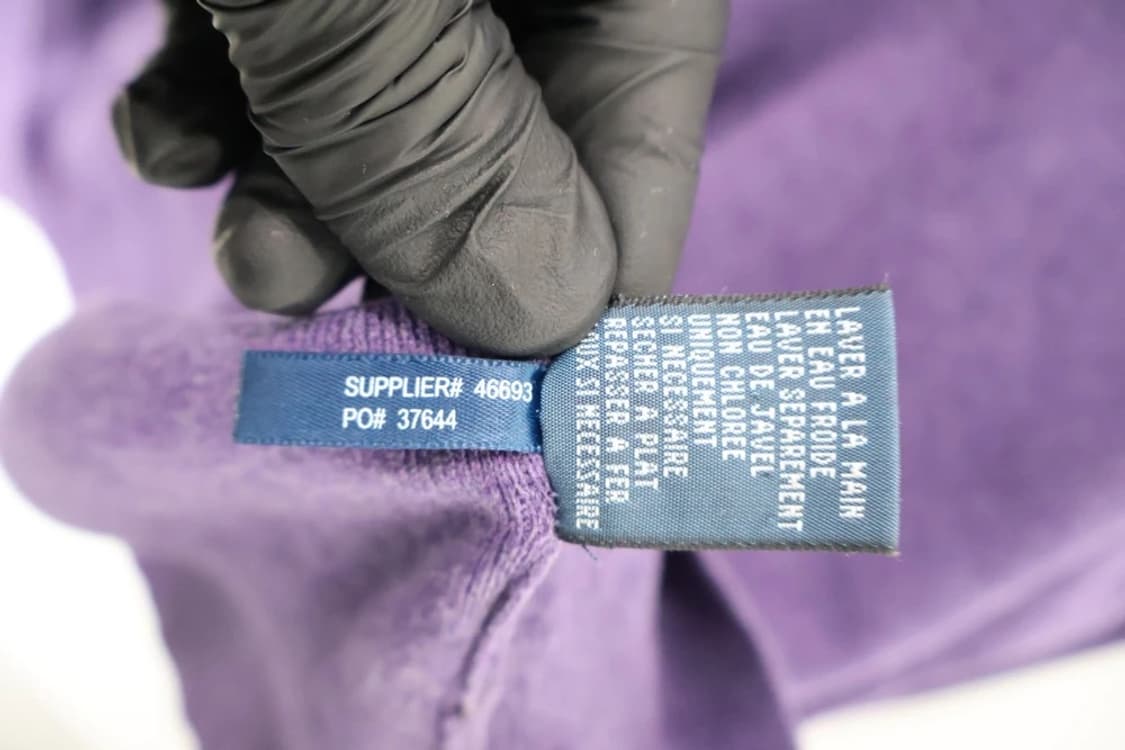 SUPPLIER# 46693
PO# 37644
LAVER A LA MAIN
EN EAU FROIDE
LAVER SEPAREMENT
EAU DE JAVEL
NON CHLOREE
UNIQUEMENT
SI NECESSAIRE
SECHER A PLAT
REPASSER A FER
SI NECESSAIRE